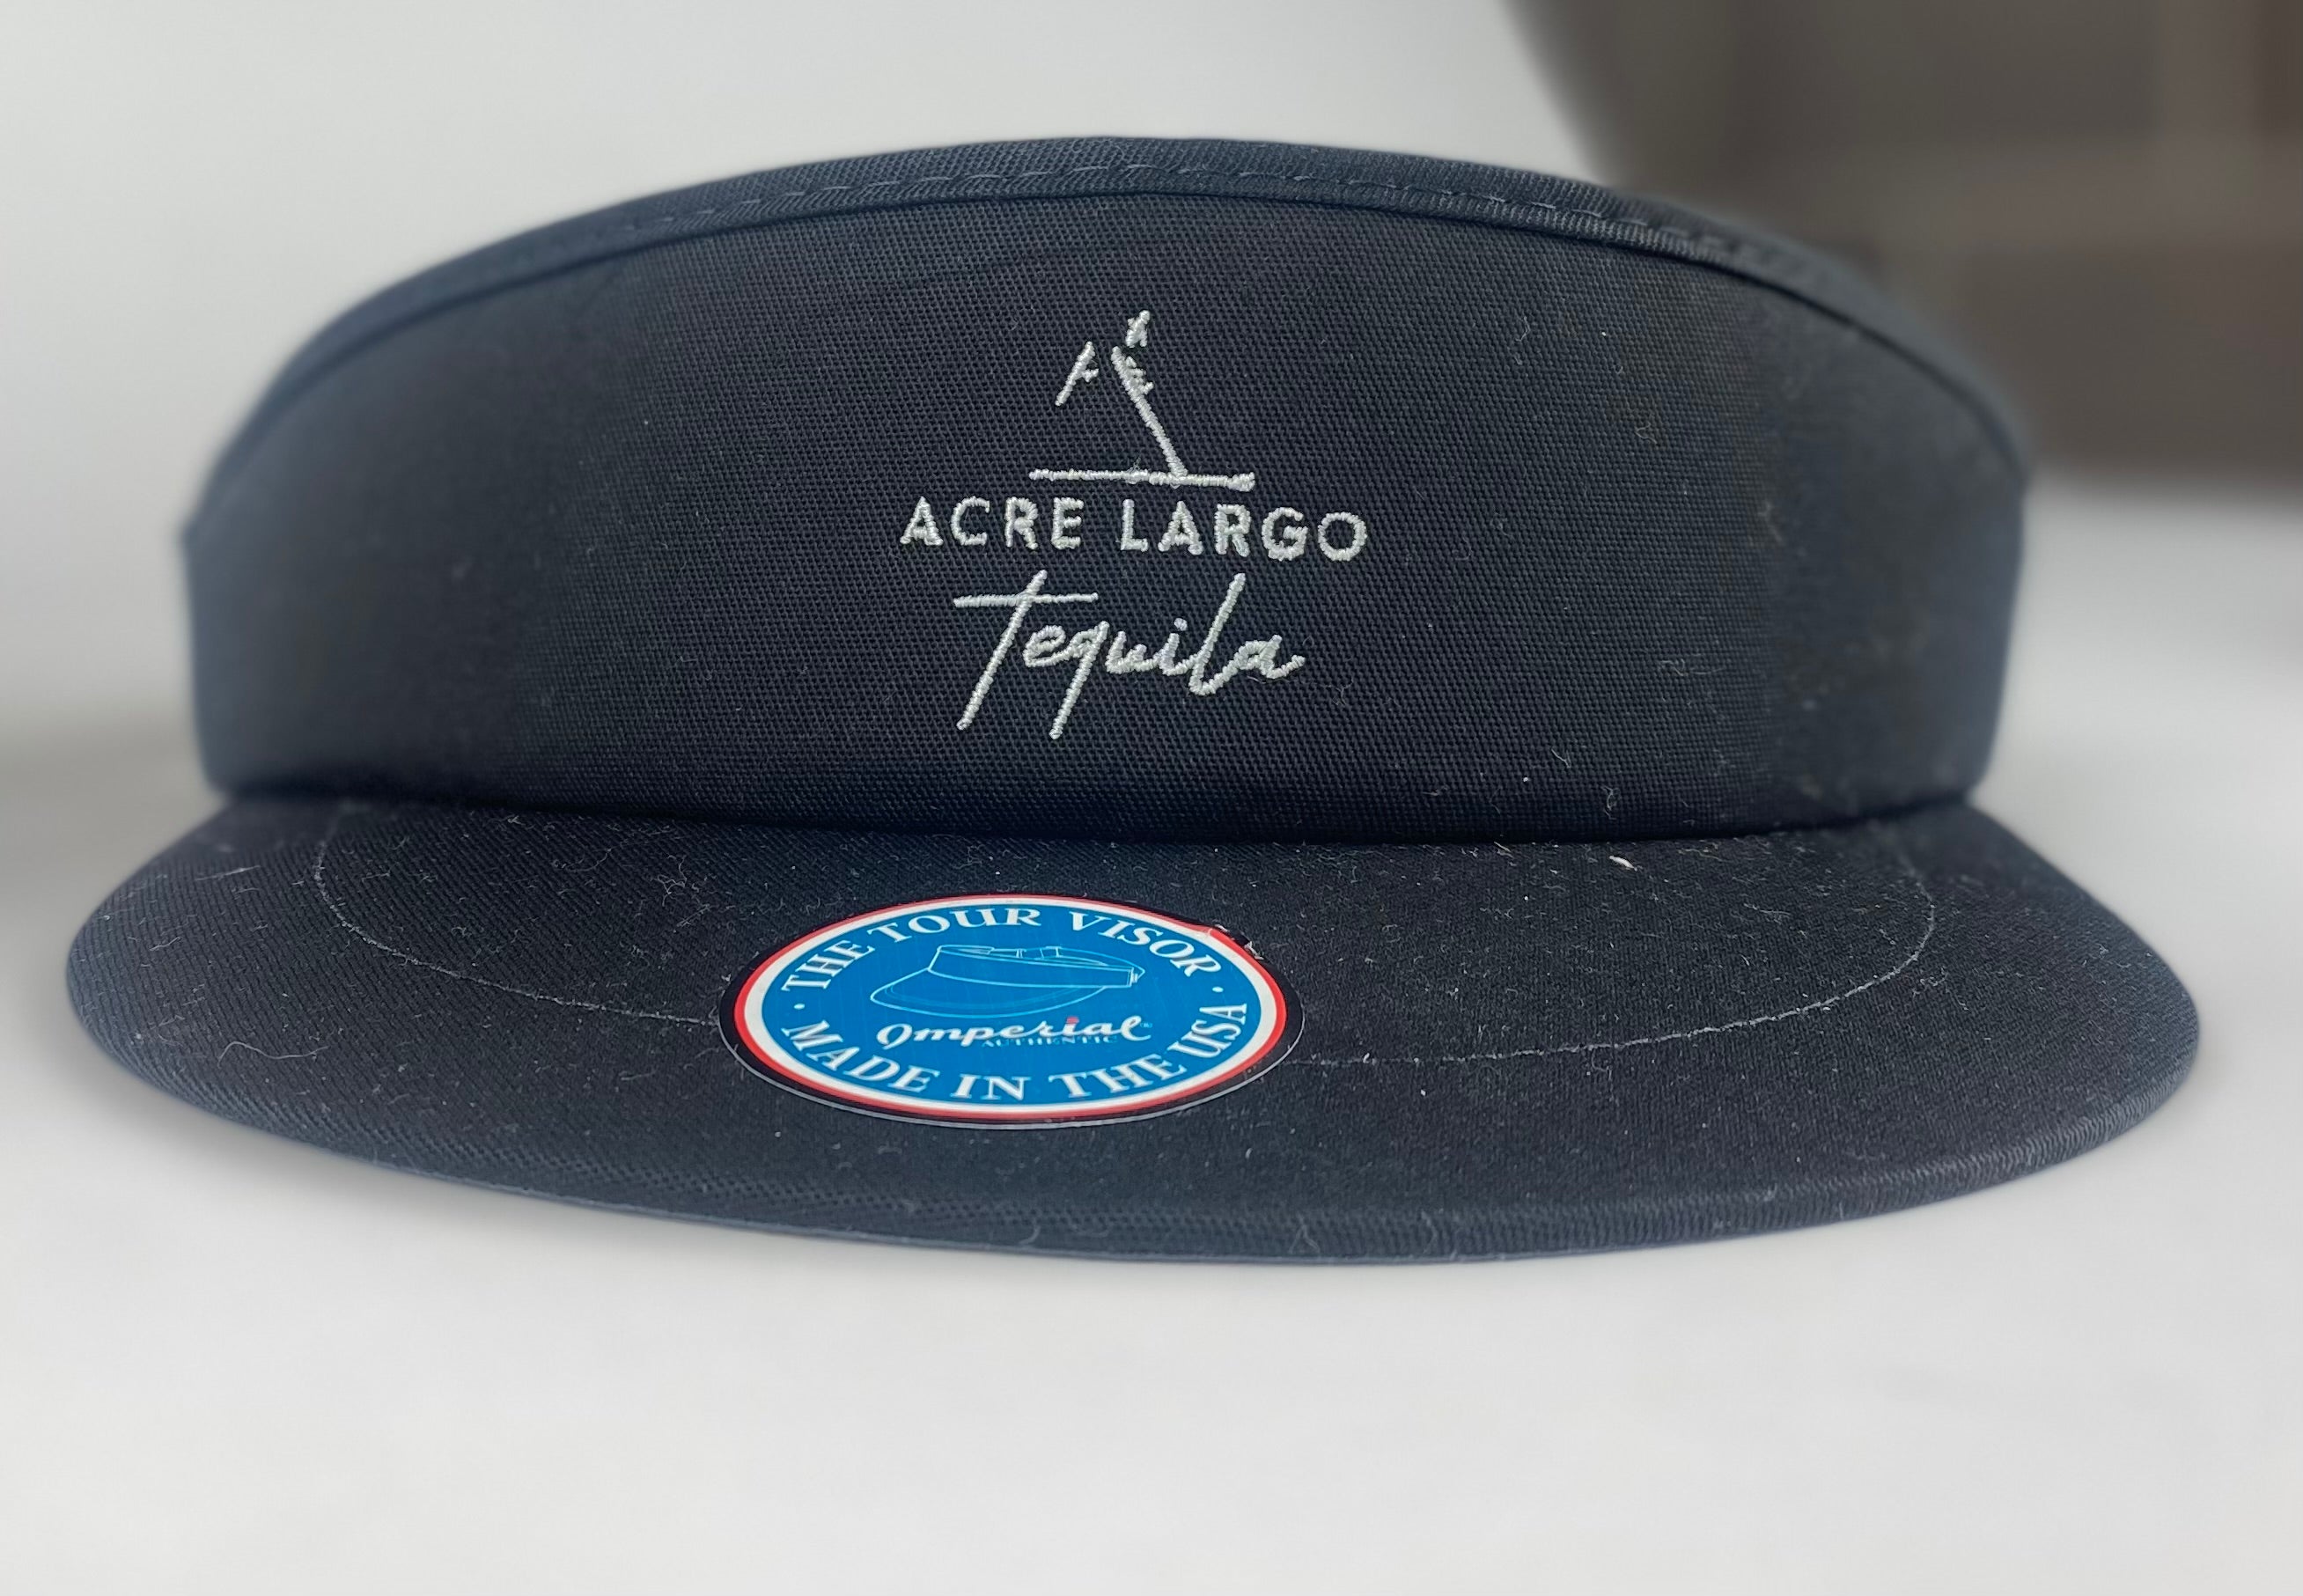 ACRE LARGO
Tequila
· THE TOUR VISOR ·
Imperial
AUTHENTIC
MADE IN THE USA